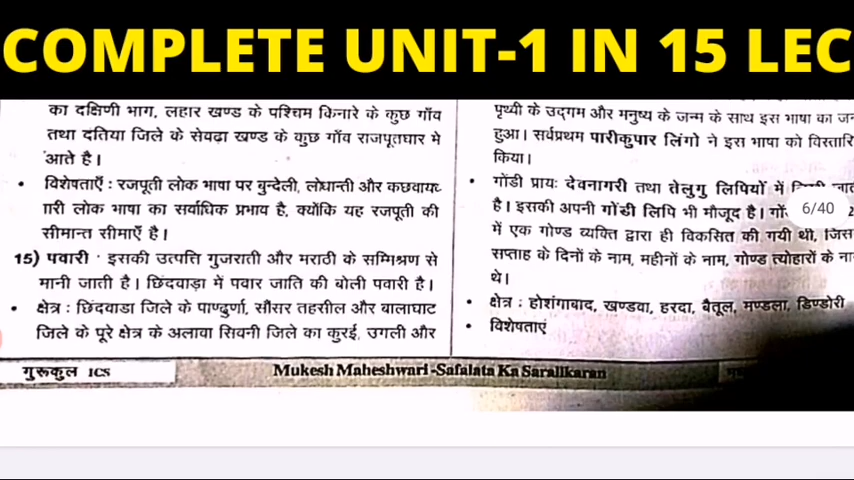 COMPLETE UNIT-1 IN 15 LEC
का दक्षिणी भाग, लहार खण्ड के पश्चिम किनारे के कुछ गाँव
तथा दतिया जिले के सेवढ़ा खण्ड के कुछ गाँव राजपूतघार मे
आते है।
• विशेषताएँ : रजपूती लोक भाषा पर बुन्देली, लोधान्ती और कछवायघ
ारी लोक भाषा का सर्वाधिक प्रभाव है, क्योंकि यह रजपूती की
सीमान्त सीमाएँ है।
15) पवारी : इसकी उत्पत्ति गुजराती और मराठी के सम्मिश्रण से
मानी जाती है। छिंदवाड़ा में पवार जाति की बोली पवारी है।
• क्षेत्र : छिंदवाडा जिले के पाण्दुर्णा, सौंसर तहसील और बालाघाट
जिले के पूरे क्षेत्र के अलावा सिवनी जिले का कुरई, उगली और
पृथ्वी के उद्गम और मनुष्य के जन्म के साथ इस भाषा का जन
हुआ। सर्वप्रथम पारीकुपार लिंगो ने इस भाषा को विस्तारि
किया।
• गोंडी प्रायः देवनागरी तथा तेलुगु लिपियों में जात
है। इसकी अपनी गोंडी लिपि भी मौजूद है।
6/40
में एक गोण्ड व्यक्ति द्वारा ही विकसित की गयी थी, जिस
सप्ताह के दिनों के नाम, महीनों के नाम, गोण्ड त्योहारों के ना
थे।
• क्षेत्र : होशंगाबाद, खण्डवा, हरदा, बैतूल, मण्डला, डिण्डोरी
• विशेषताएं
गुरूकुल ICS
Mukesh Maheshwari -Safalata Ka Saralikaran